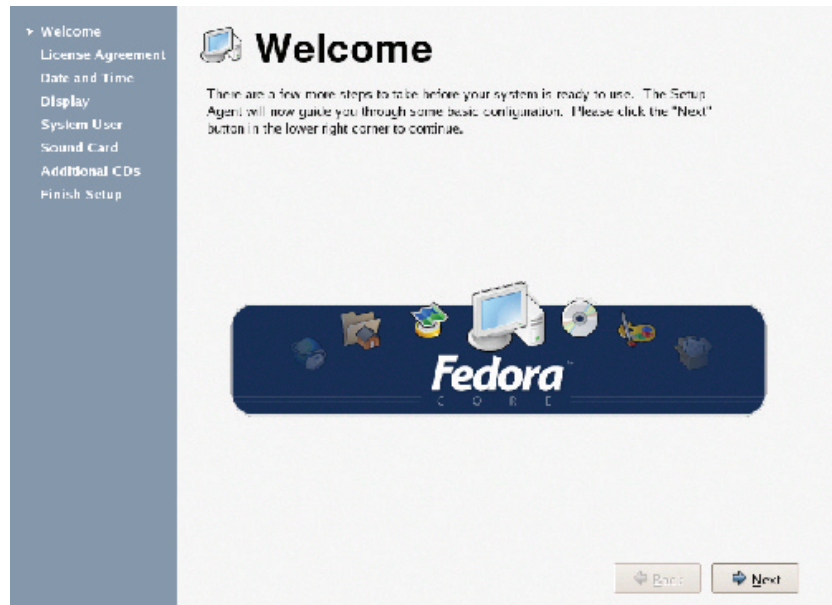 Welcome
License Agreement
Date and Time
Display
System User
Sound Card
Additional CDs
Finish Setup
Welcome
There are a few more steps to take before your system is ready to use. The Setup
Agent will now guide you through some basic configuration. Please click the "Next"
button in the lower right corner to continue.
Fedora™
CORE
Back
Next